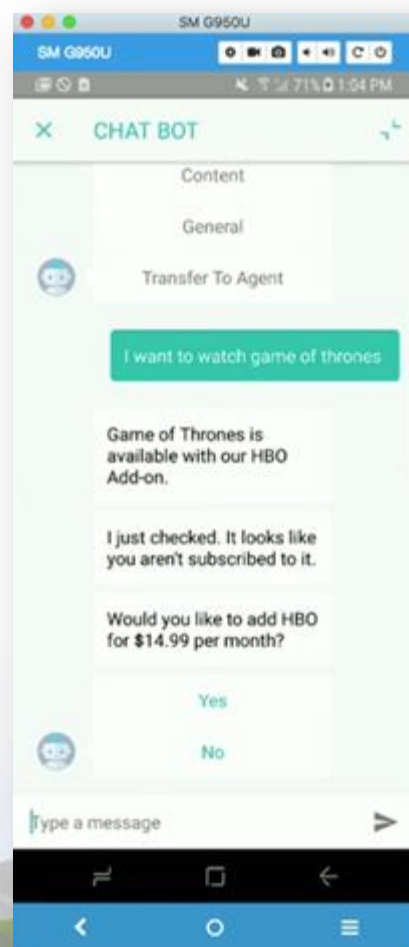 SM G950U
SM G950U
71% 1:04 PM
CHAT BOT
Content
General
Transfer To Agent
I want to watch game of thrones
Game of Thrones is
available with our HBO
Add-on.
I just checked. It looks like
you aren't subscribed to it.
Would you like to add HBO
for $14.99 per month?
Yes
No
Type a message